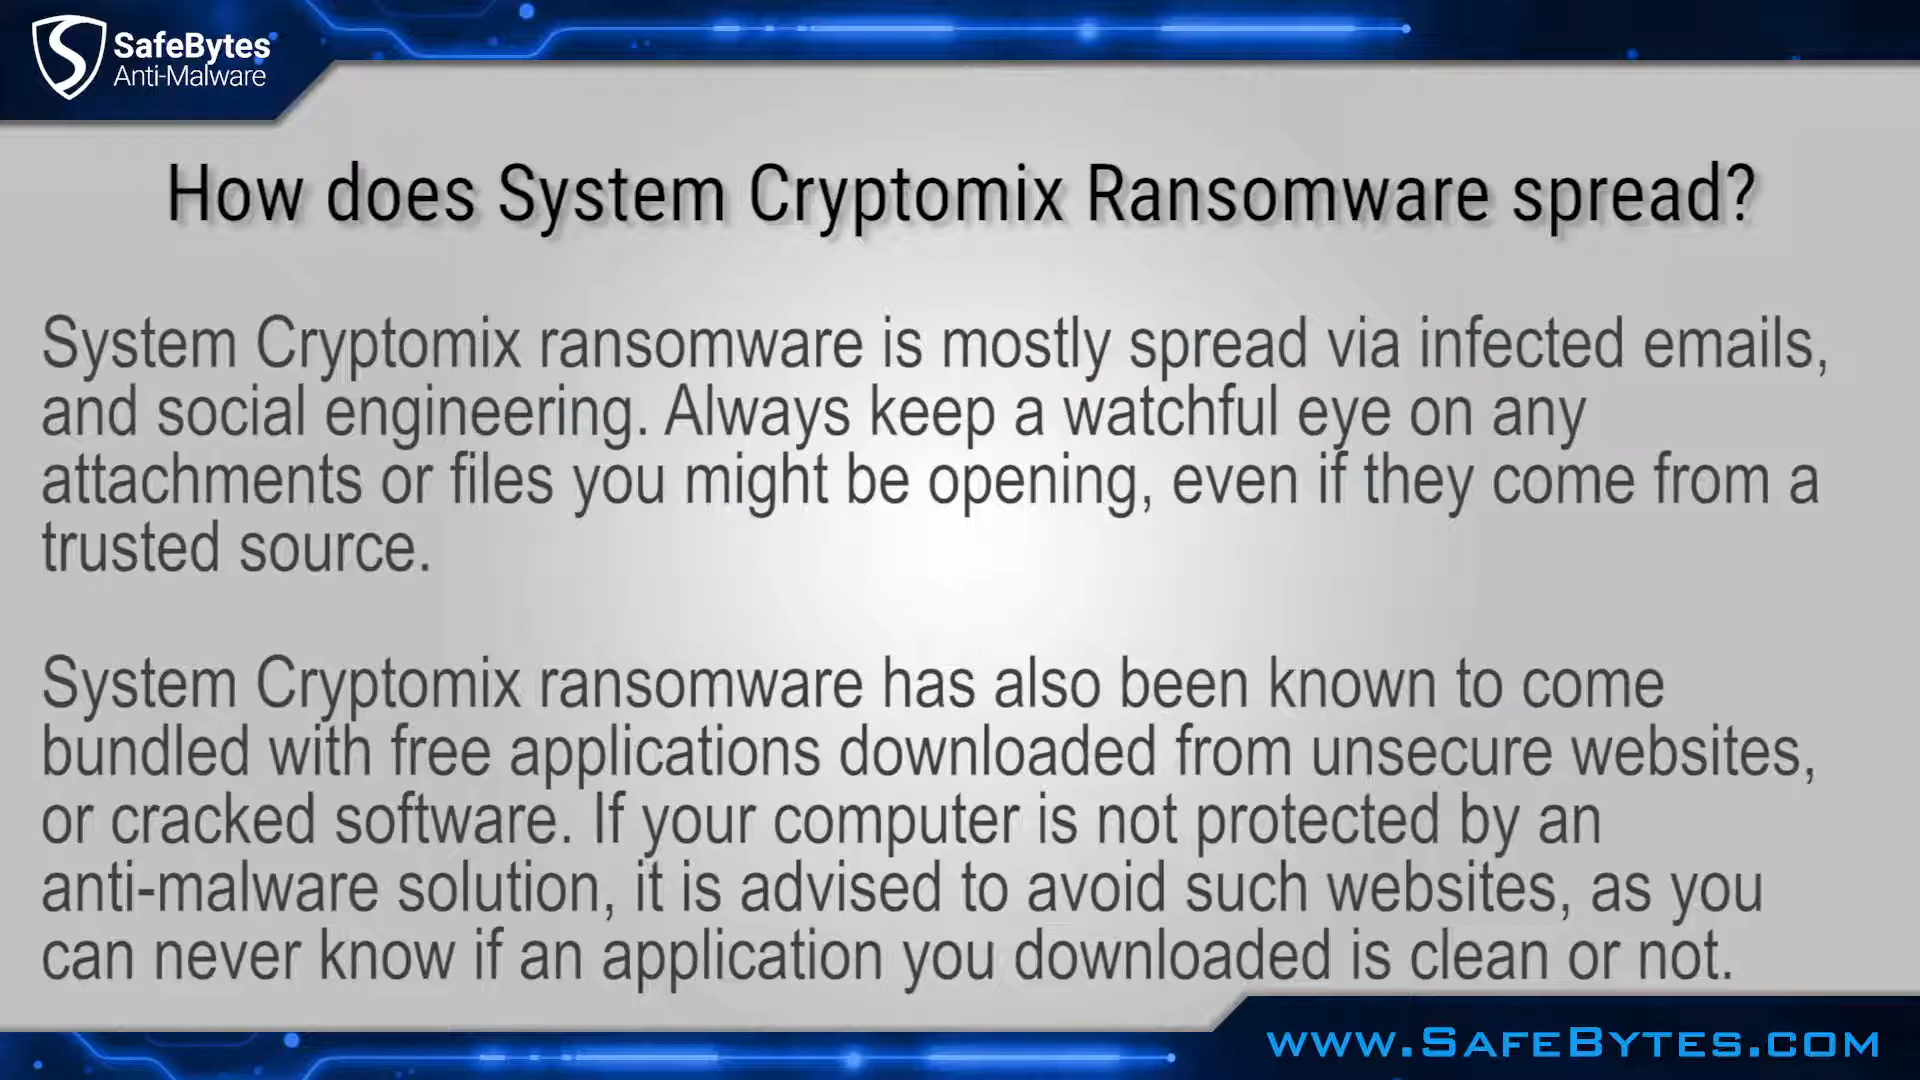 SafeBytes
Anti-Malware
How does System Cryptomix Ransomware spread?
System Cryptomix ransomware is mostly spread via infected emails,
and social engineering. Always keep a watchful eye on any
attachments or files you might be opening, even if they come from a
trusted source.
System Cryptomix ransomware has also been known to come
bundled with free applications downloaded from unsecure websites,
or cracked software. If your computer is not protected by an
anti-malware solution, it is advised to avoid such websites, as you
can never know if an application you downloaded is clean or not.
www.SafeBytes.com